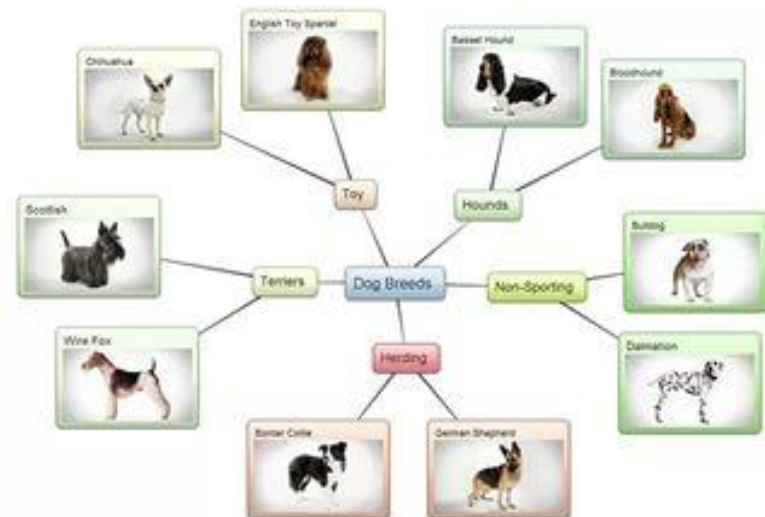 English Toy Spaniel
Basset Hound
Chihuahua
Bloodhound
Toy
Hounds
Scottish
Bulldog
Terriers
Dog Breeds
Non-Sporting
Wire Fox
Herding
Dalmation
Border Collie
German Shepherd